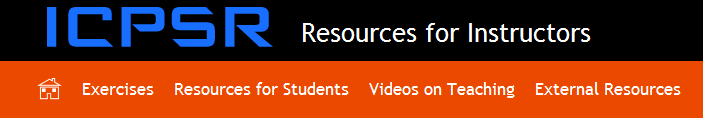 ICPSR Resources for Instructors
Exercises Resources for Students Videos on Teaching External Resources